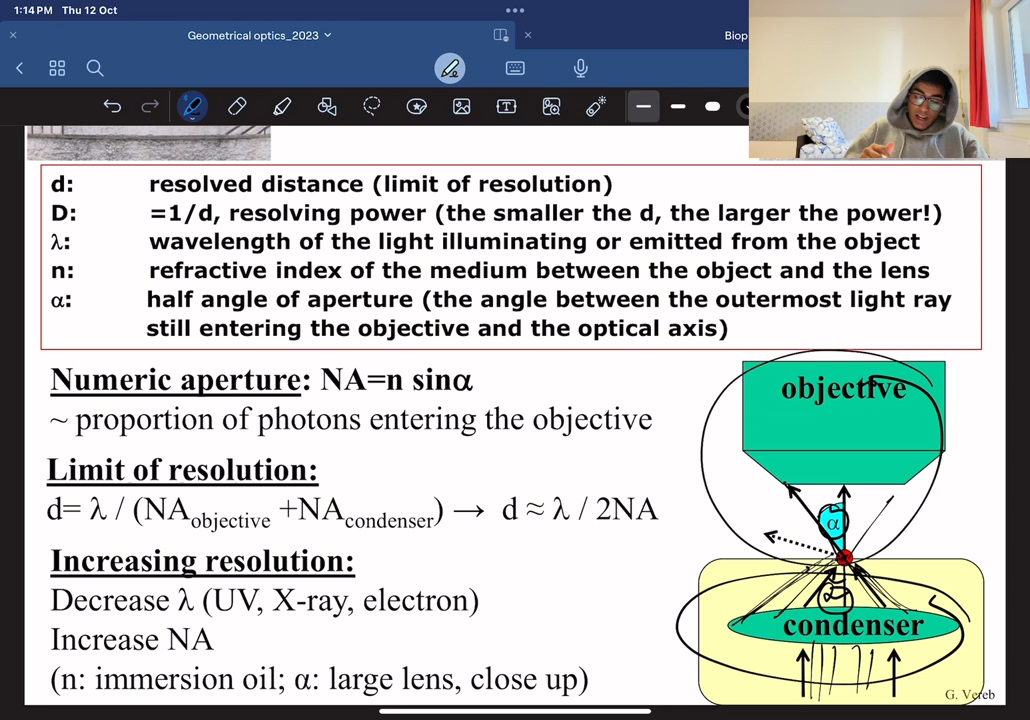 1:14 PM Thu 12 Oct
Geometrical optics_2023
Biop
d: resolved distance (limit of resolution)
D: =1/d, resolving power (the smaller the d, the larger the power!)
λ: wavelength of the light illuminating or emitted from the object
n: refractive index of the medium between the object and the lens
α: half angle of aperture (the angle between the outermost light ray
still entering the objective and the optical axis)
Numeric aperture: NA=n sinα
~ proportion of photons entering the objective
Limit of resolution:
d= λ / (NAobjective +NAcondenser) → d ≈ λ / 2NA
Increasing resolution:
Decrease λ (UV, X-ray, electron)
Increase NA
(n: immersion oil; α: large lens, close up)
objective
α
condenser
G. Vereb